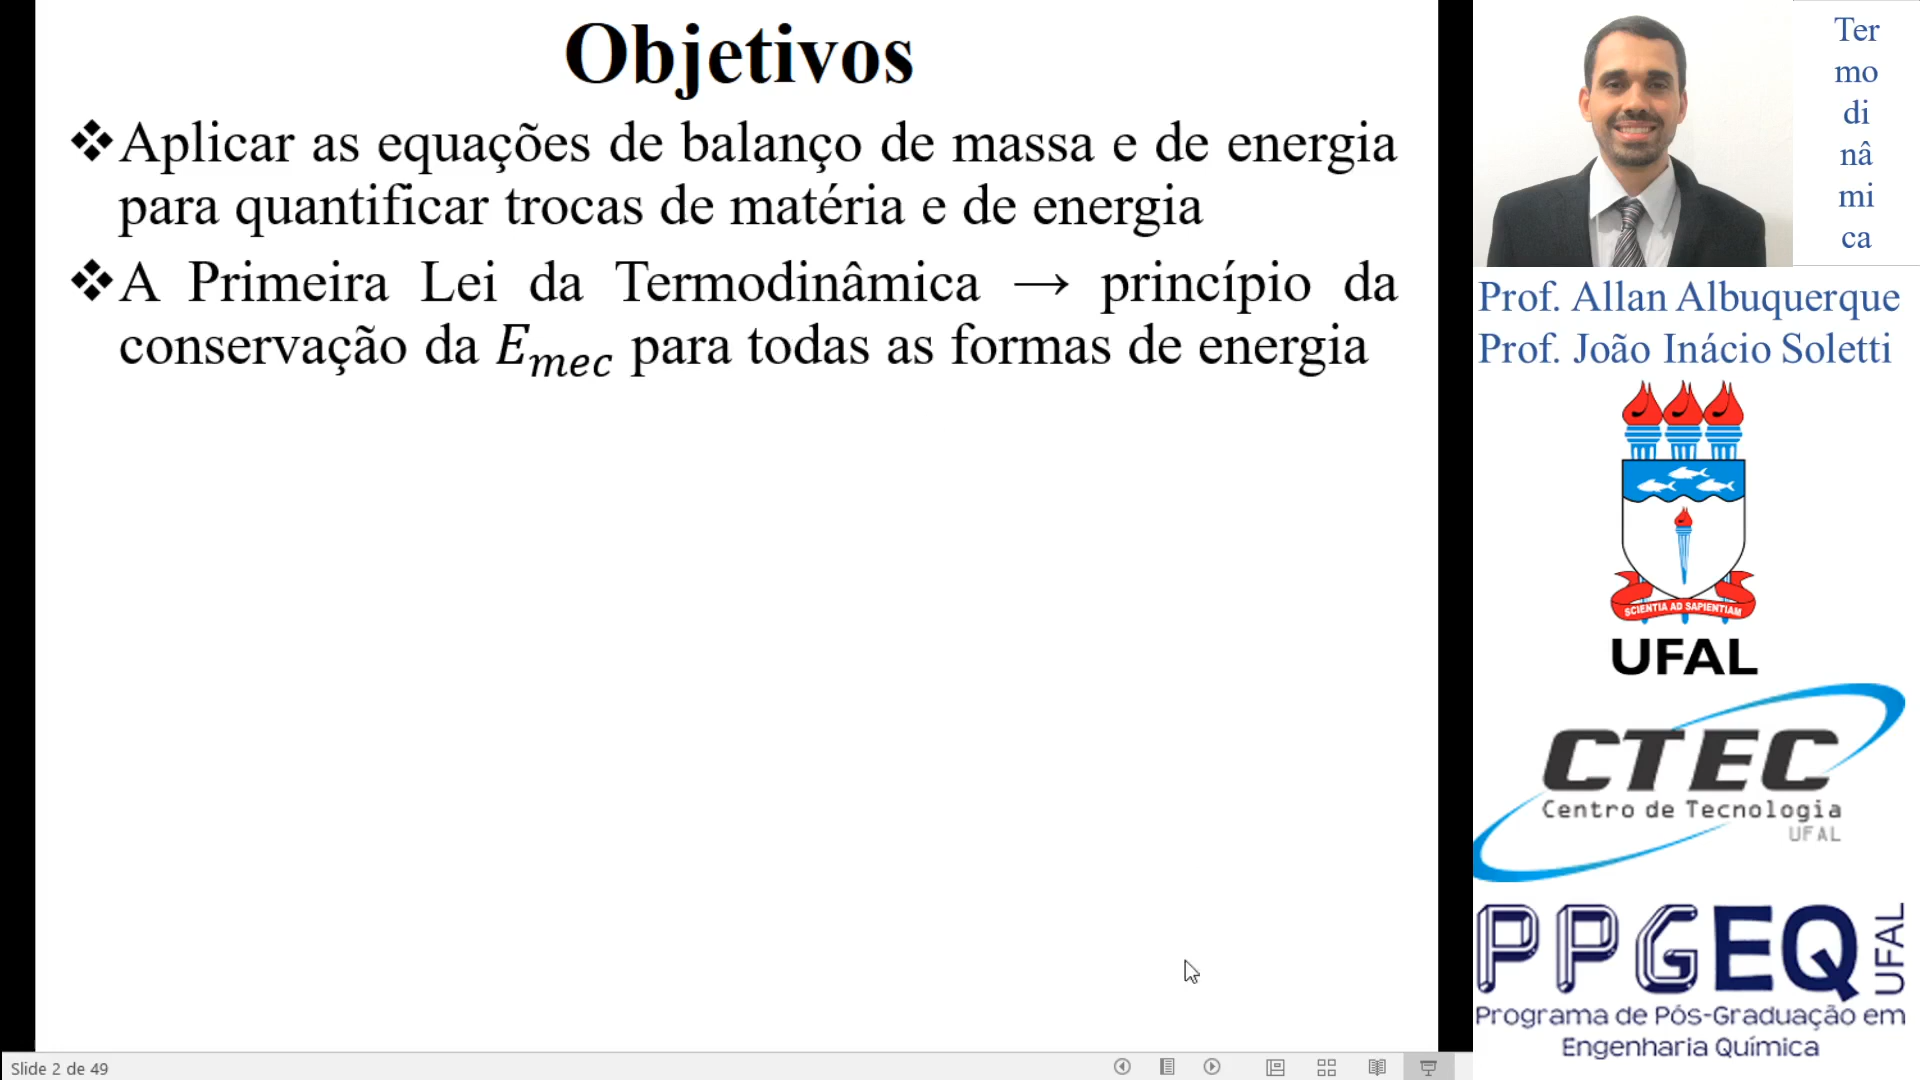 Objetivos
❖Aplicar as equações de balanço de massa e de energia
para quantificar trocas de matéria e de energia
❖A Primeira Lei da Termodinâmica → princípio da
conservação da E_mec para todas as formas de energia
Ter
mo
di
nâ
mi
ca
Prof. Allan Albuquerque
Prof. João Inácio Soletti
SCIENTIA AD SAPIENTIAM
UFAL
CTEC
Centro de Tecnologia
UFAL
PPGEQ
UFAL
Programa de Pós-Graduação em
Engenharia Química
Slide 2 de 49